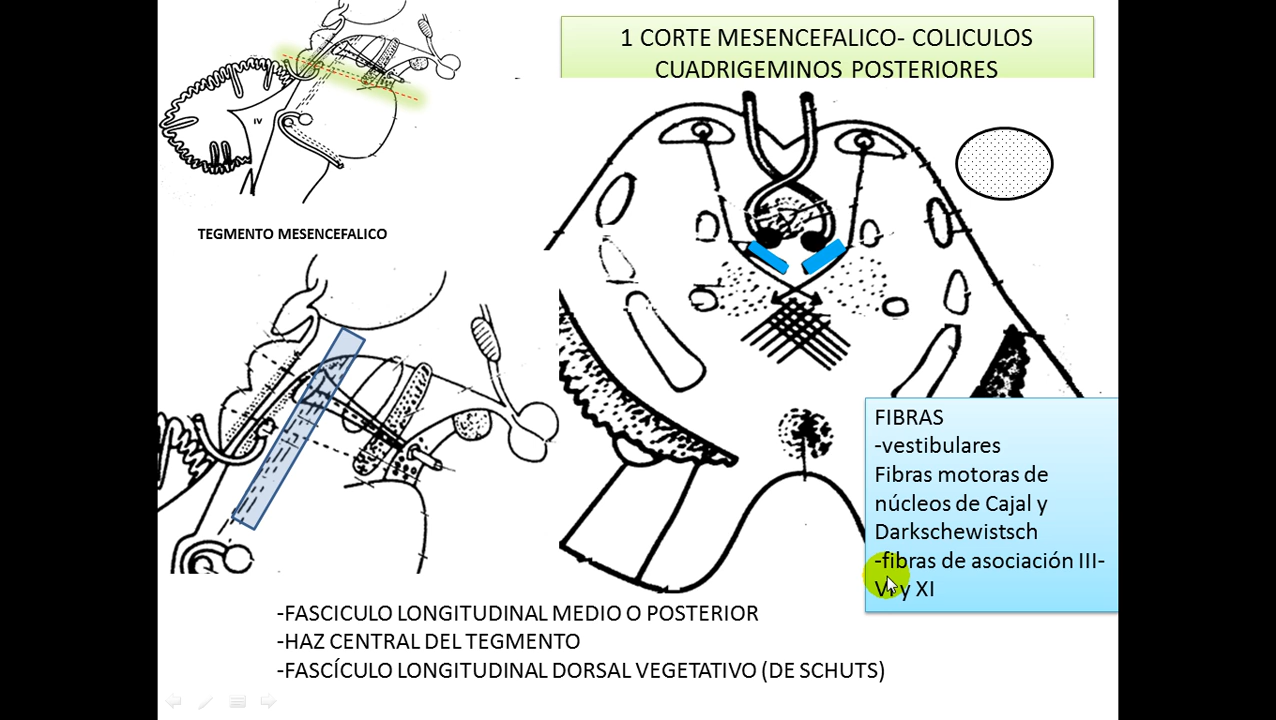 1 CORTE MESENCEFALICO- COLICULOS
CUADRIGEMINOS POSTERIORES
IV
TEGMENTO MESENCEFALICO
FIBRAS
-vestibulares
Fibras motoras de
núcleos de Cajal y
Darkschewistsch
-fibras de asociación III-
y XI
-FASCICULO LONGITUDINAL MEDIO O POSTERIOR
-HAZ CENTRAL DEL TEGMENTO
-FASCÍCULO LONGITUDINAL DORSAL VEGETATIVO (DE SCHUTS)